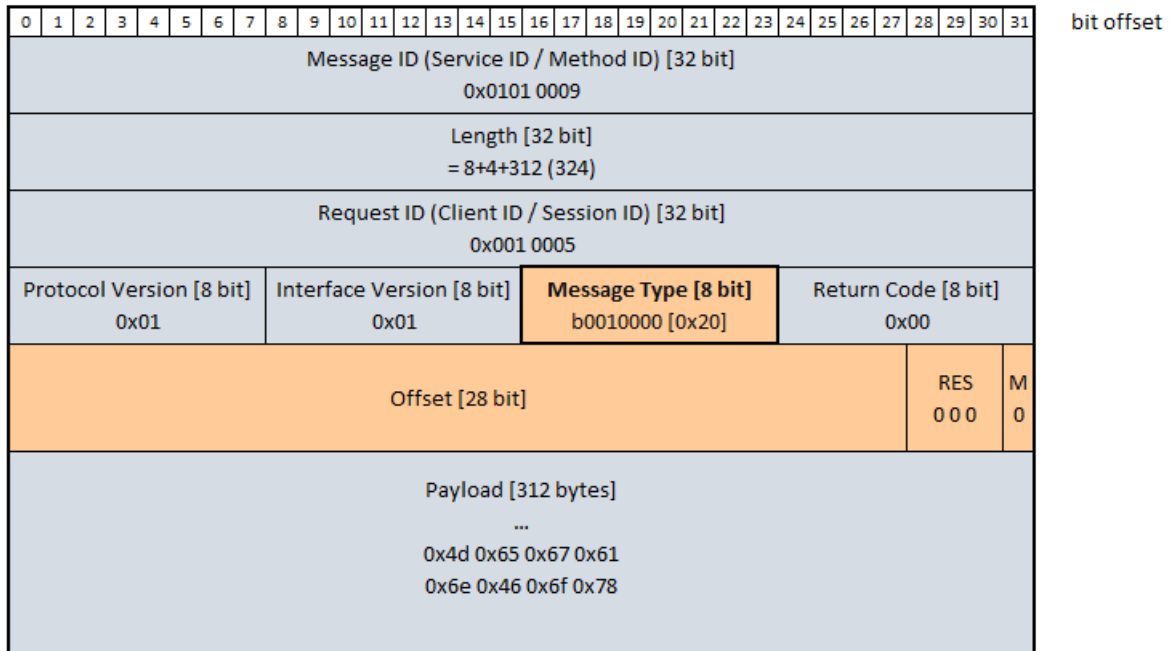 0 1 2 3 4 5 6 7 8 9 10 11 12 13 14 15 16 17 18 19 20 21 22 23 24 25 26 27 28 29 30 31 bit offset
Message ID (Service ID / Method ID) [32 bit]
0x0101 0009
Length [32 bit]
= 8+4+312 (324)
Request ID (Client ID / Session ID) [32 bit]
0x001 0005
Protocol Version [8 bit] Interface Version [8 bit] Message Type [8 bit] Return Code [8 bit]
0x01 0x01 b0010000 [0x20] 0x00
Offset [28 bit] RES M
0 0 0 0
Payload [312 bytes]
...
0x4d 0x65 0x67 0x61
0x6e 0x46 0x6f 0x78